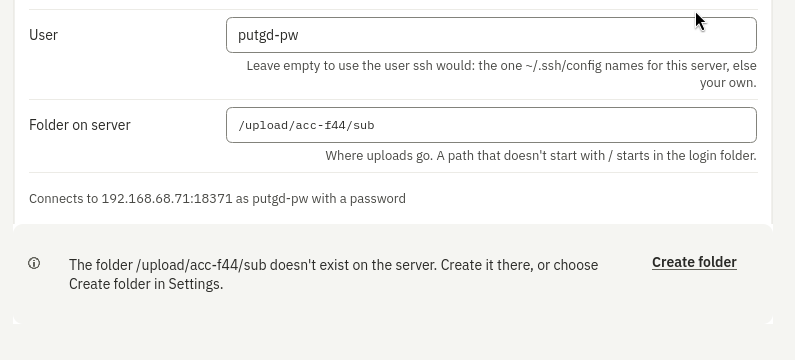 User
putgd-pw
Leave empty to use the user ssh would: the one ~/.ssh/config names for this server, else
your own.
Folder on server
/upload/acc-f44/sub
Where uploads go. A path that doesn't start with / starts in the login folder.
Connects to 192.168.68.71:18371 as putgd-pw with a password
The folder /upload/acc-f44/sub doesn't exist on the server. Create it there, or choose
Create folder in Settings.
Create folder